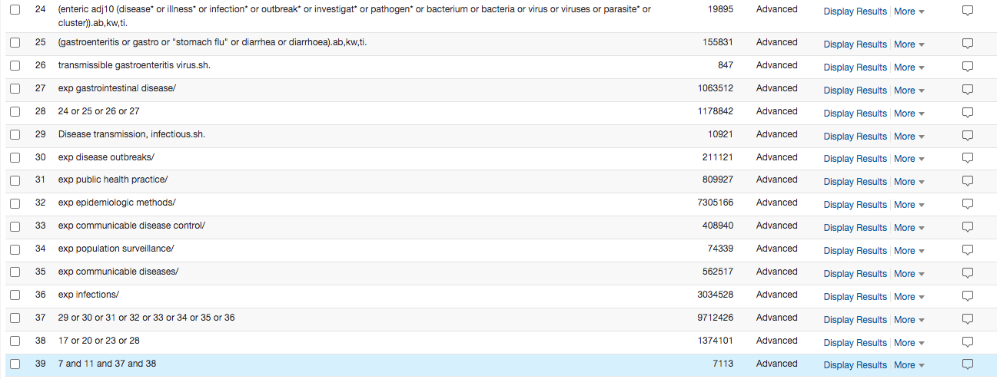 24 (enteric adj10 (disease* or illness* or infection* or outbreak* or investigat* or pathogen* or bacterium or bacteria or virus or viruses or parasite* or 19895 Advanced Display Results More
cluster)).ab,kw,ti.
25 (gastroenteritis or gastro or "stomach flu" or diarrhea or diarrhoea).ab,kw,ti. 155831 Advanced Display Results More
26 transmissible gastroenteritis virus.sh. 847 Advanced Display Results More
27 exp gastrointestinal disease/ 1063512 Advanced Display Results More
28 24 or 25 or 26 or 27 1178842 Advanced Display Results More
29 Disease transmission, infectious.sh. 10921 Advanced Display Results More
30 exp disease outbreaks/ 211121 Advanced Display Results More
31 exp public health practice/ 809927 Advanced Display Results More
32 exp epidemiologic methods/ 7305166 Advanced Display Results More
33 exp communicable disease control/ 408940 Advanced Display Results More
34 exp population surveillance/ 74339 Advanced Display Results More
35 exp communicable diseases/ 562517 Advanced Display Results More
36 exp infections/ 3034528 Advanced Display Results More
37 29 or 30 or 31 or 32 or 33 or 34 or 35 or 36 9712426 Advanced Display Results More
38 17 or 20 or 23 or 28 1374101 Advanced Display Results More
39 7 and 11 and 37 and 38 7113 Advanced Display Results More